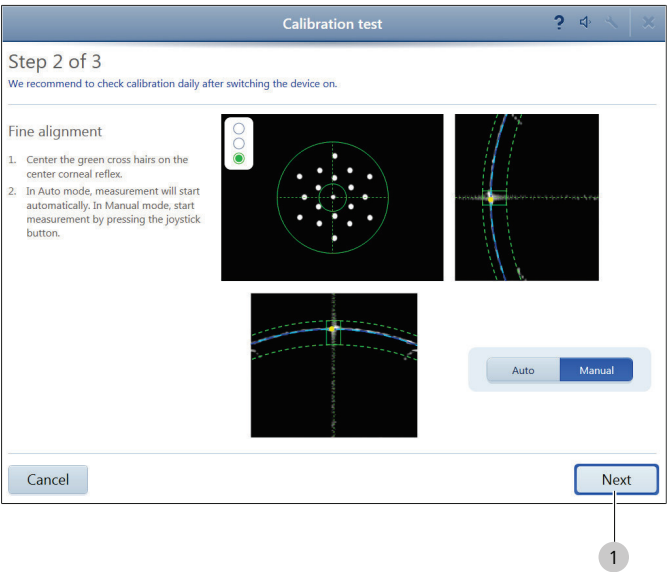 Calibration test
?
Step 2 of 3
We recommend to check calibration daily after switching the device on.
Fine alignment
1. Center the green cross hairs on the
center corneal reflex.
2. In Auto mode, measurement will start
automatically. In Manual mode, start
measurement by pressing the joystick
button.
Auto
Manual
Cancel
Next
1